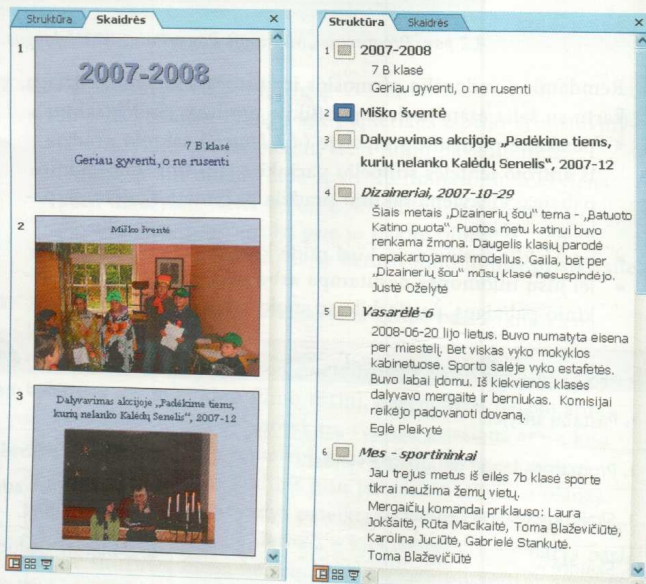 Struktūra
Skaidrės
×
1
2007-2008
7 B klasė
Geriau gyventi, o ne rusenti
2
Miško šventė
3
Dalyvavimas akcijoje „Padėkime tiems,
kurių nelanko Kalėdų Senelis“, 2007-12
Struktūra
Skaidrės
×
1
2007-2008
7 B klasė
Geriau gyventi, o ne rusenti
2
Miško šventė
3
Dalyvavimas akcijoje „Padėkime tiems,
kurių nelanko Kalėdų Senelis“, 2007-12
4
Dizaineriai, 2007-10-29
Šiais metais „Dizainerių šou“ tema - „Batuoto
Katino puota“. Puotos metu katinui buvo
renkama žmona. Daugelis klasių parodė
nepakartojamus modelius. Gaila, bet per
„Dizainerių šou“ mūsų klasė nesuspindėjo.
Justė Oželytė
5
Vasarėlė-6
2008-06-20 lijo lietus. Buvo numatyta eisena
per miestelį. Bet viskas vyko mokyklos
kabinetuose. Sporto salėje vyko estafetės.
Buvo labai įdomu. Iš kiekvienos klasės
dalyvavo mergaitė ir berniukas. Komisijai
reikėjo padovanoti dovaną.
Eglė Pleikytė
6
Mes - sportininkai
Jau trejus metus iš eilės 7b klasė sporte
tikrai neužima žemų vietų.
Mergaičių komandai priklauso: Laura
Jokšaitė, Rūta Macikaitė, Toma Blaževičiūtė,
Karolina Juciūtė, Gabrielė Stankutė.
Toma Blaževičiūtė